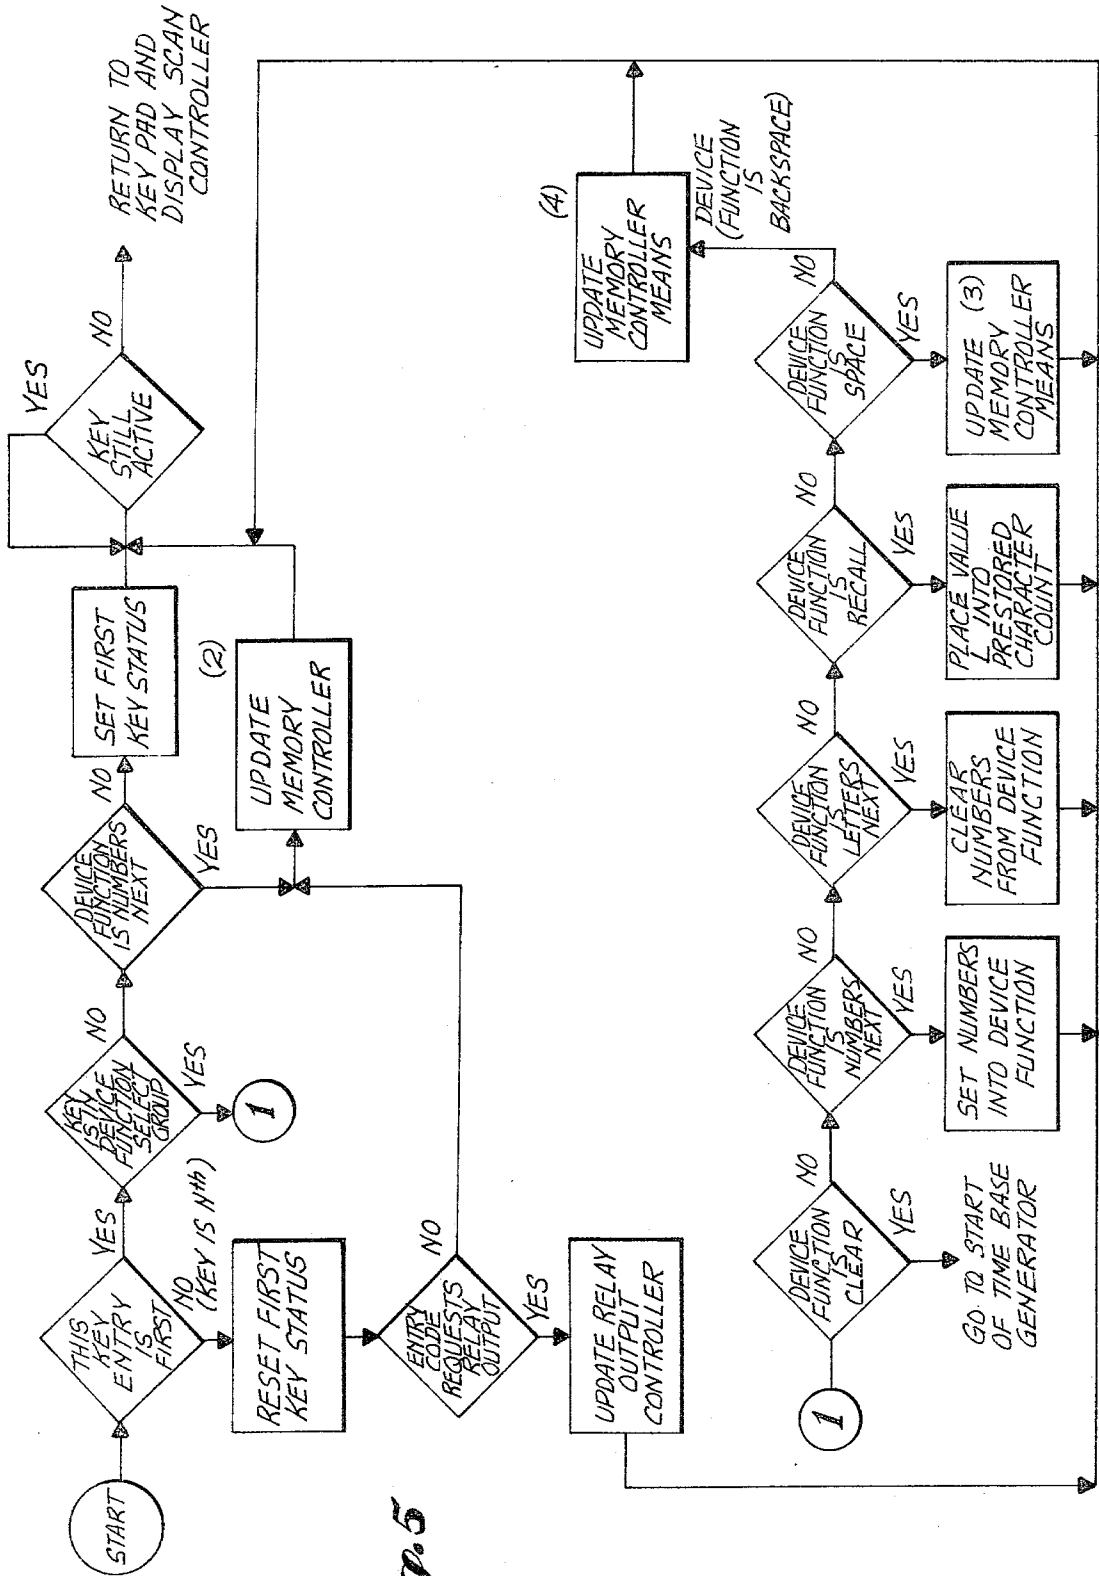 START
THIS
KEY
ENTRY
IS
FIRST
YES
NO
(KEY IS Nth)
KEY
IS IN
DEVICE
FUNCTION
SELECT
GROUP
NO
YES
1
DEVICE
FUNCTION
IS NUMBERS
NEXT
NO
YES
SET FIRST
KEY STATUS
KEY
STILL
ACTIVE
YES
NO
RETURN TO
KEY PAD AND
DISPLAY SCAN
CONTROLLER
RESET FIRST
KEY STATUS
UPDATE
MEMORY
CONTROLLER
(2)
ENTRY
CODE
REQUESTS
RELAY
OUTPUT
NO
YES
UPDATE RELAY
OUTPUT
CONTROLLER
1
DEVICE
FUNCTION
IS
CLEAR
NO
YES
GO TO START
OF TIME BASE
GENERATOR
DEVICE
FUNCTION
IS
NUMBERS
NEXT
NO
YES
SET NUMBERS
INTO DEVICE
FUNCTION
DEVICE
FUNCTION
IS
LETTERS
NEXT
NO
YES
CLEAR
NUMBERS
FROM DEVICE
FUNCTION
DEVICE
FUNCTION
IS
RECALL
NO
YES
PLACE VALUE
L INTO
PRESTORED
CHARACTER
COUNT
DEVICE
FUNCTION
IS
SPACE
NO
YES
UPDATE (3)
MEMORY
CONTROLLER
MEANS
UPDATE
MEMORY
CONTROLLER
MEANS
(4)
DEVICE
(FUNCTION
IS
BACKSPACE)
.5